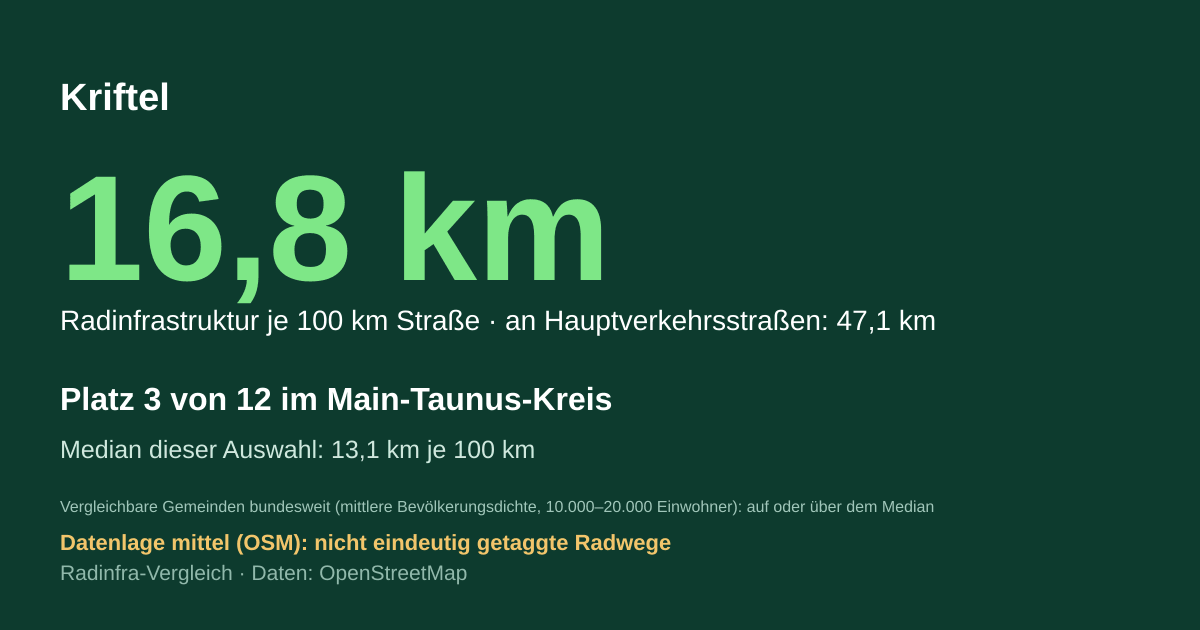 Kriftel
16,8 km
Radinfrastruktur je 100 km Straße · an Hauptverkehrsstraßen: 47,1 km
Platz 3 von 12 im Main-Taunus-Kreis
Median dieser Auswahl: 13,1 km je 100 km
Vergleichbare Gemeinden bundesweit (mittlere Bevölkerungsdichte, 10.000–20.000 Einwohner): auf oder über dem Median
Datenlage mittel (OSM): nicht eindeutig getaggte Radwege
Radinfra-Vergleich · Daten: OpenStreetMap